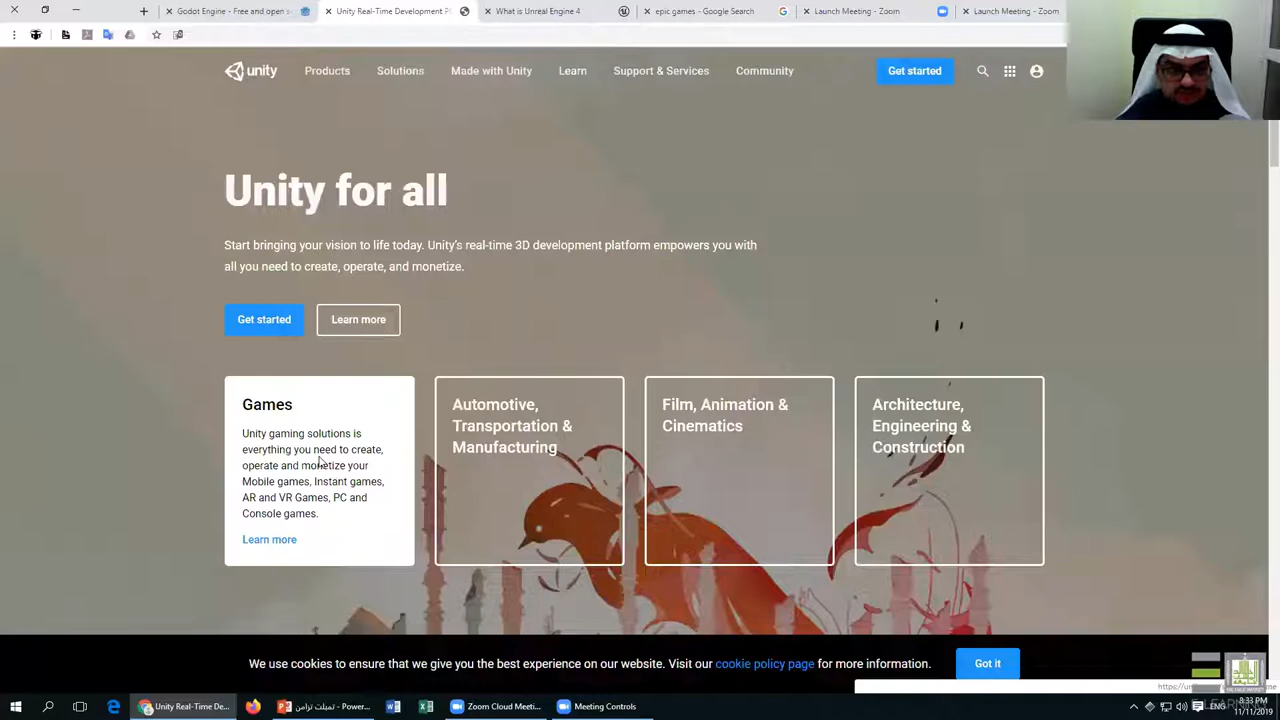 Godot Engine - Free and open s
Unity Real-Time Development P
What is Unreal Engine 4
epic games - Google Search
Launch Meeting - Zoom
Launch Meeting - Zoom
unity
Products
Solutions
Made with Unity
Learn
Support & Services
Community
Get started
Unity for all
Start bringing your vision to life today. Unity's real-time 3D development platform empowers you with
all you need to create, operate, and monetize.
Get started
Learn more
Games
Unity gaming solutions is
everything you need to create,
operate and monetize your
Mobile games, Instant games,
AR and VR Games, PC and
Console games.
Learn more
Automotive,
Transportation &
Manufacturing
Film, Animation &
Cinematics
Architecture,
Engineering &
Construction
We use cookies to ensure that we give you the best experience on our website. Visit our cookie policy page for more information.
Got it
Unity Real-Time De...
تمبلت تزامن - Power...
Zoom Cloud Meeti...
Meeting Controls
ENG
8:33 PM
11/11/2019